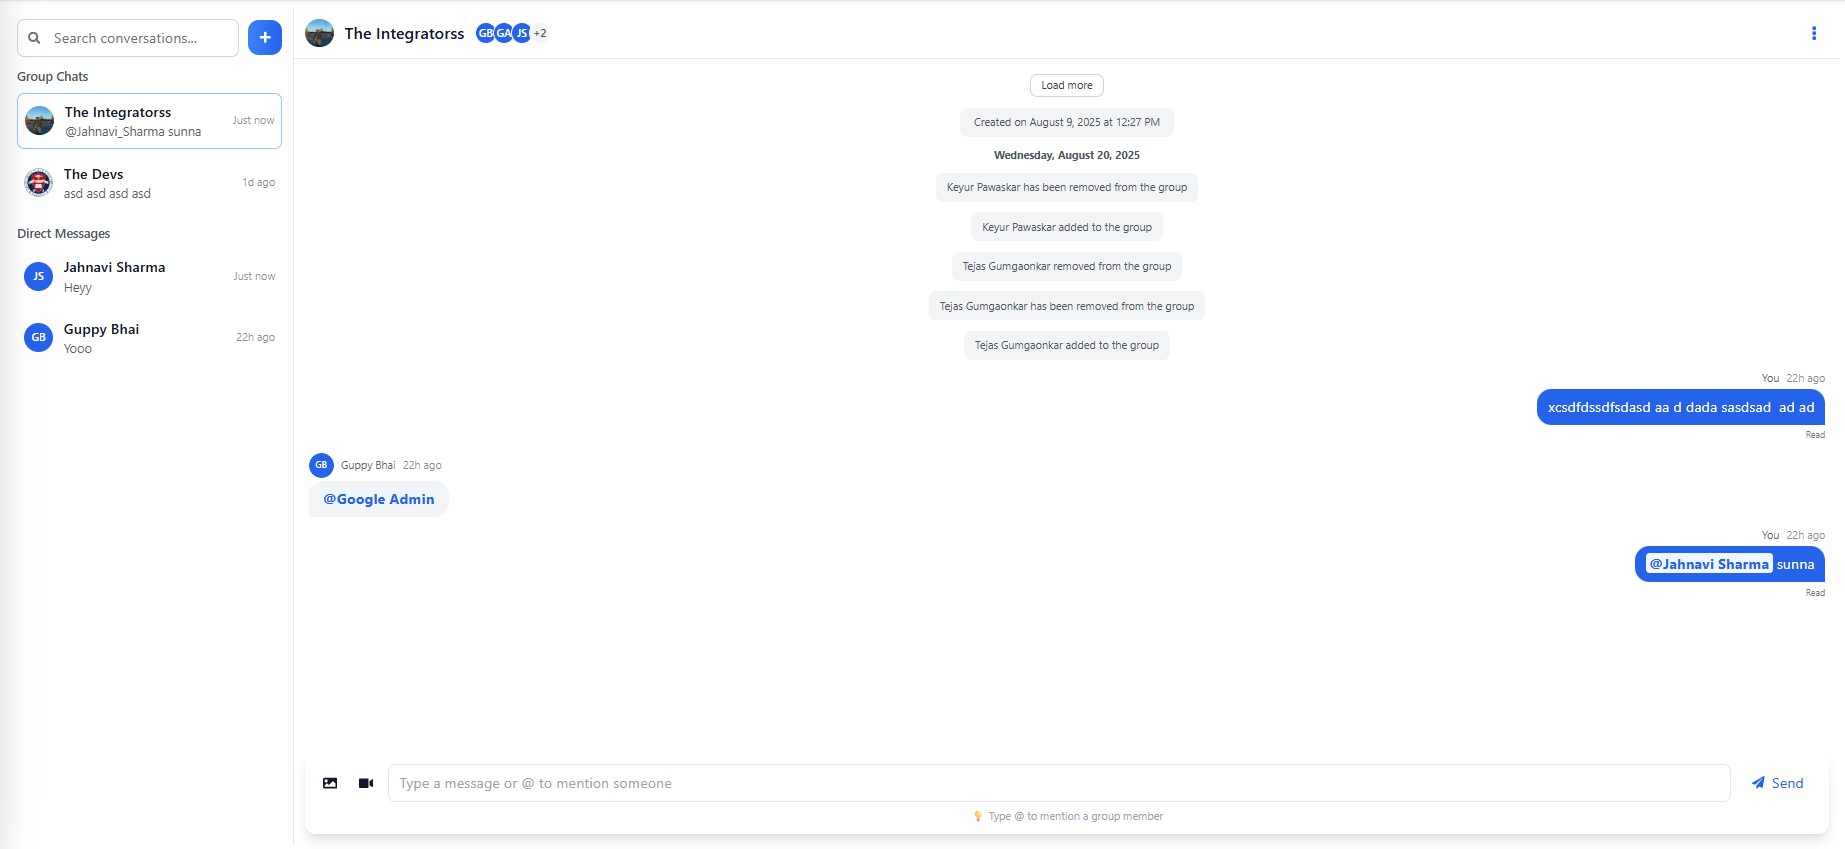 Search conversations...
+
Group Chats
The Integratorss
Just now
@Jahnavi_Sharma sunna
The Devs
1d ago
asd asd asd asd
Direct Messages
JS
Jahnavi Sharma
Just now
Heyy
GB
Guppy Bhai
22h ago
Yooo
The Integratorss GB GA JS +2
Load more
Created on August 9, 2025 at 12:27 PM
Wednesday, August 20, 2025
Keyur Pawaskar has been removed from the group
Keyur Pawaskar added to the group
Tejas Gumgaonkar removed from the group
Tejas Gumgaonkar has been removed from the group
Tejas Gumgaonkar added to the group
You 22h ago
xcsdfdssdfsdasd aa d dada sasdsad  ad ad
Read
GB Guppy Bhai 22h ago
@Google Admin
You 22h ago
@Jahnavi Sharma sunna
Read
Type a message or @ to mention someone
Send
💡 Type @ to mention a group member